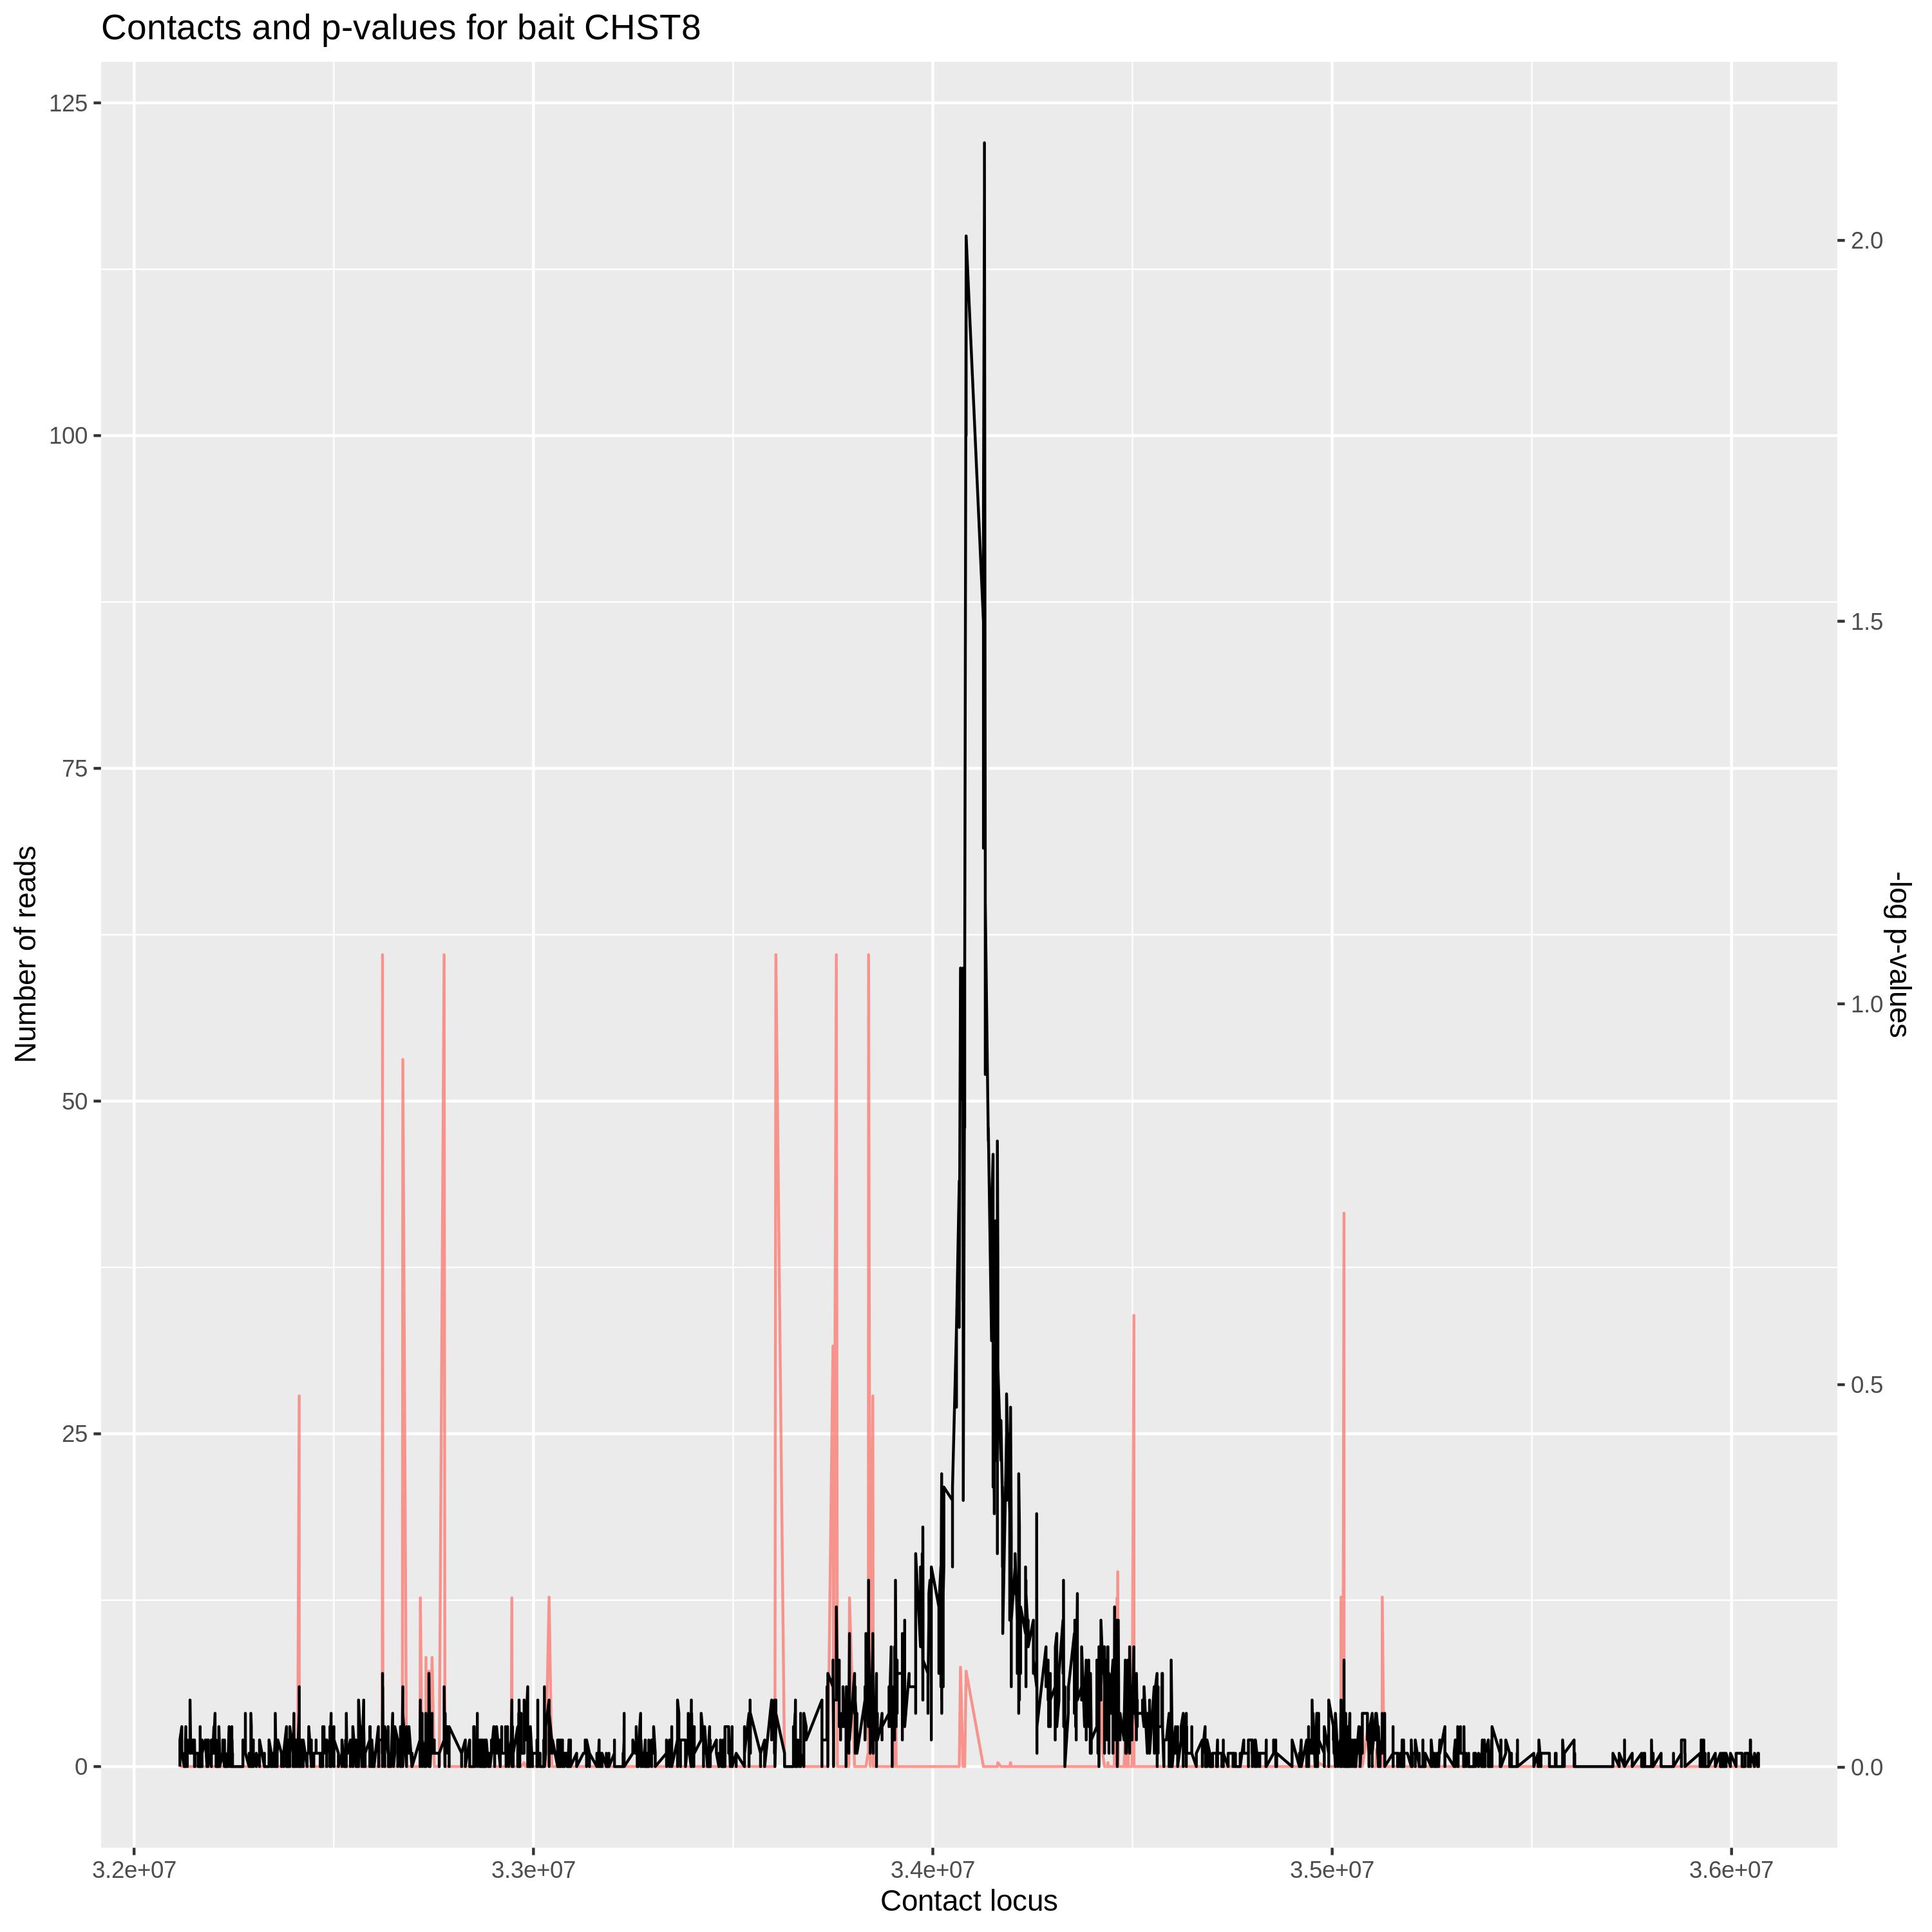 Contacts and p-values for bait CHST8
125
100
75
50
25
0
Number of reads
2.0
1.5
1.0
0.5
0.0
-log p-values
3.2e+07
3.3e+07
3.4e+07
3.5e+07
3.6e+07
Contact locus